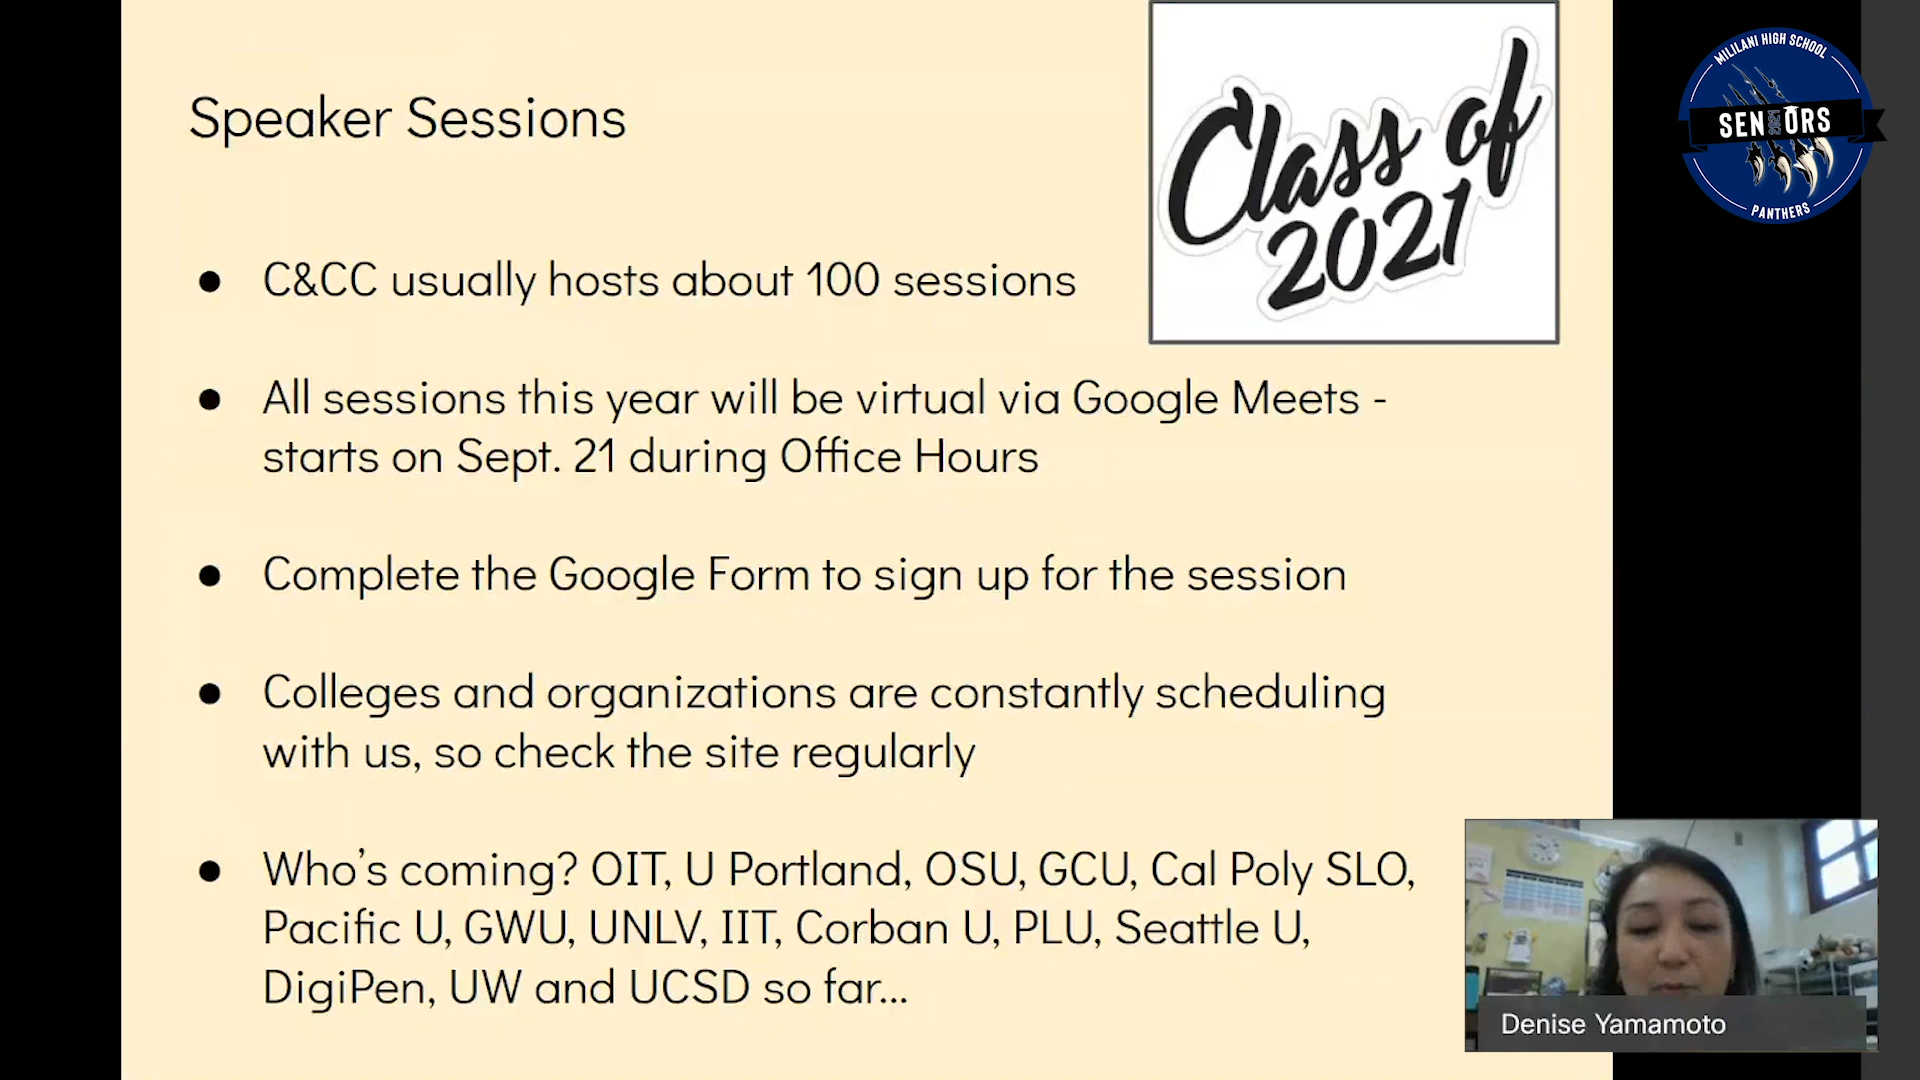 Speaker Sessions
Class of
2021
MILILANI HIGH SCHOOL
SENIORS
2021
PANTHERS
● C&CC usually hosts about 100 sessions
● All sessions this year will be virtual via Google Meets -
starts on Sept. 21 during Office Hours
● Complete the Google Form to sign up for the session
● Colleges and organizations are constantly scheduling
with us, so check the site regularly
● Who’s coming? OIT, U Portland, OSU, GCU, Cal Poly SLO,
Pacific U, GWU, UNLV, IIT, Corban U, PLU, Seattle U,
DigiPen, UW and UCSD so far...
Denise Yamamoto